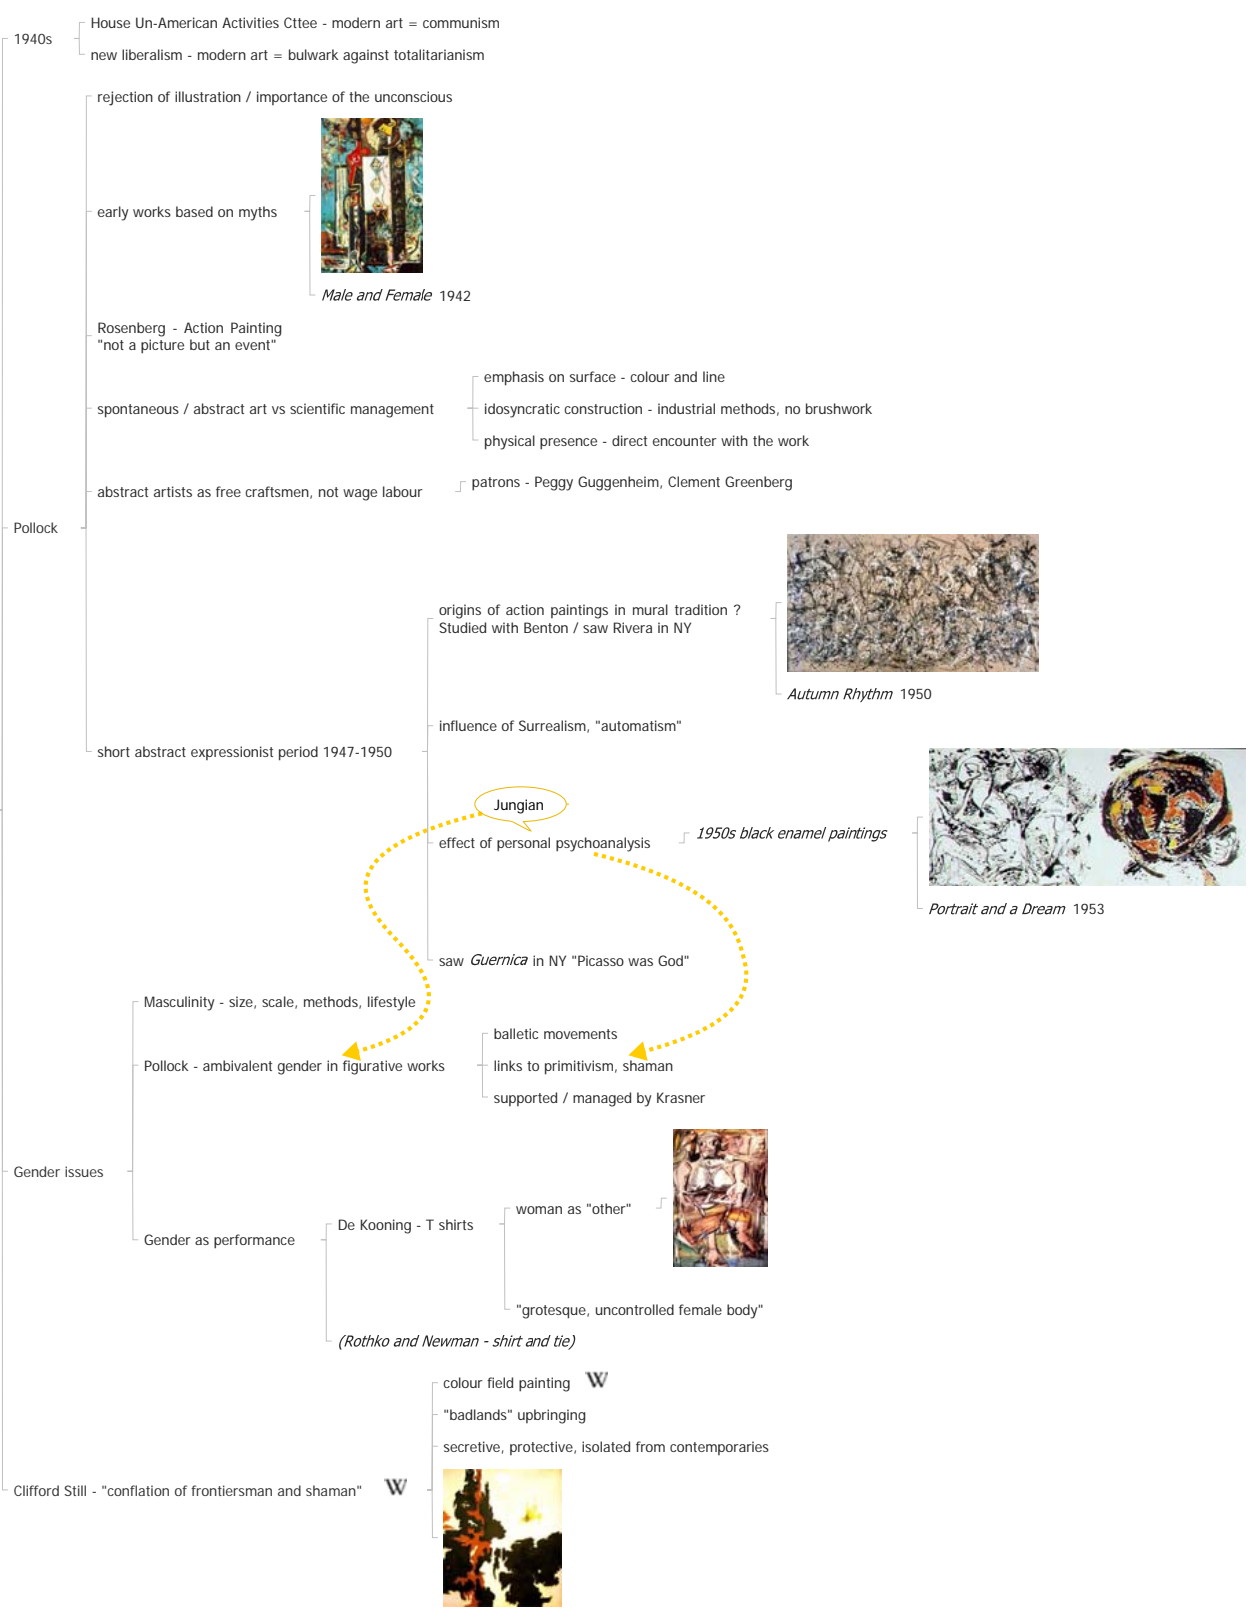 House Un-American Activities Cttee - modern art = communism
1940s
new liberalism - modern art = bulwark against totalitarianism
rejection of illustration / importance of the unconscious
early works based on myths
Male and Female 1942
Rosenberg - Action Painting
"not a picture but an event"
emphasis on surface - colour and line
spontaneous / abstract art vs scientific management
idosyncratic construction - industrial methods, no brushwork
physical presence - direct encounter with the work
abstract artists as free craftsmen, not wage labour
patrons - Peggy Guggenheim, Clement Greenberg
Pollock
origins of action paintings in mural tradition ?
Studied with Benton / saw Rivera in NY
Autumn Rhythm 1950
influence of Surrealism, "automatism"
short abstract expressionist period 1947-1950
Jungian
effect of personal psychoanalysis
1950s black enamel paintings
Portrait and a Dream 1953
saw Guernica in NY "Picasso was God"
Masculinity - size, scale, methods, lifestyle
balletic movements
Pollock - ambivalent gender in figurative works
links to primitivism, shaman
supported / managed by Krasner
Gender issues
woman as "other"
De Kooning - T shirts
Gender as performance
"grotesque, uncontrolled female body"
(Rothko and Newman - shirt and tie)
colour field painting W
"badlands" upbringing
secretive, protective, isolated from contemporaries
Clifford Still - "conflation of frontiersman and shaman" W